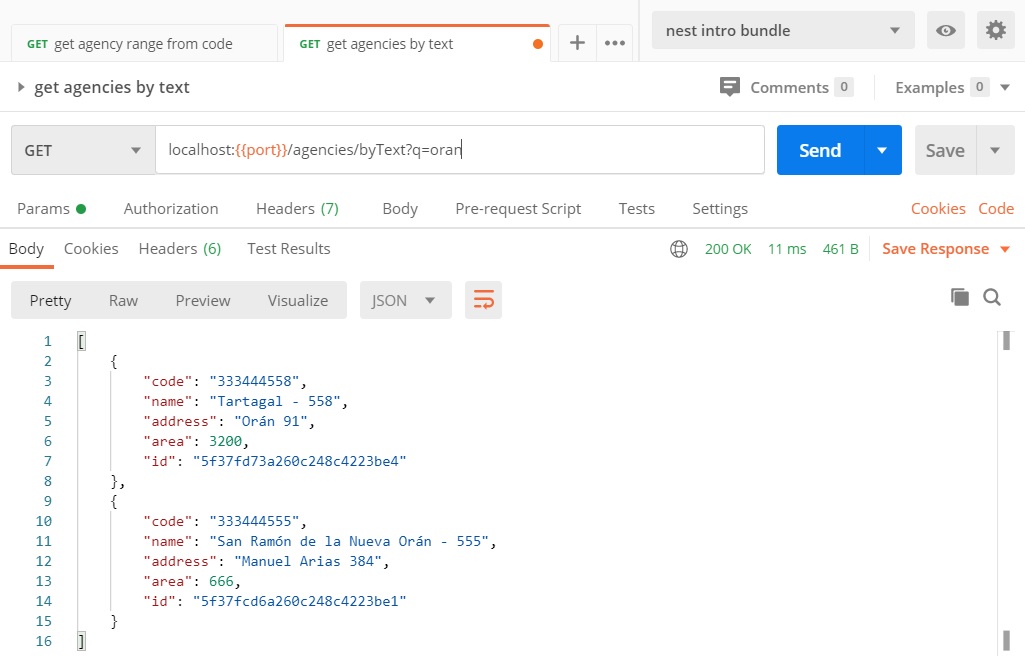 GET get agency range from code
GET get agencies by text
nest intro bundle
get agencies by text
Comments 0
Examples 0
GET
localhost:{{port}}/agencies/byText?q=oran
Send
Save
Params
Authorization
Headers (7)
Body
Pre-request Script
Tests
Settings
Cookies
Code
Body
Cookies
Headers (6)
Test Results
200 OK
11 ms
461 B
Save Response
Pretty
Raw
Preview
Visualize
JSON
1 [
2 {
3 "code": "333444558",
4 "name": "Tartagal - 558",
5 "address": "Orán 91",
6 "area": 3200,
7 "id": "5f37fd73a260c248c4223be4"
8 },
9 {
10 "code": "333444555",
11 "name": "San Ramón de la Nueva Orán - 555",
12 "address": "Manuel Arias 384",
13 "area": 666,
14 "id": "5f37fcd6a260c248c4223be1"
15 }
16 ]